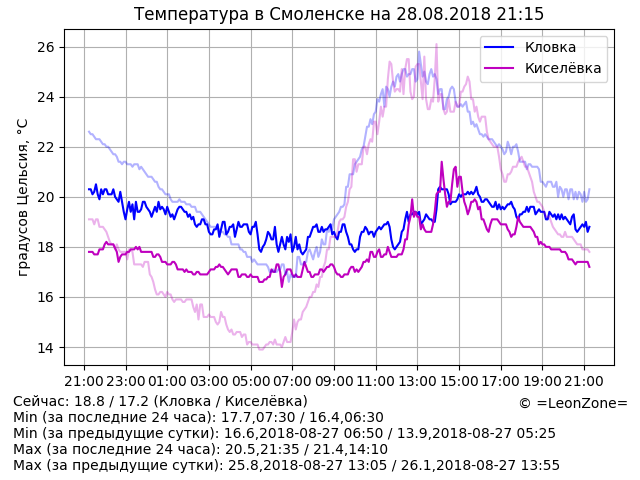 Температура в Смоленске на 28.08.2018 21:15
Кловка
Киселёвка
градусов Цельсия, °C
26
24
22
20
18
16
14
21:00 23:00 01:00 03:00 05:00 07:00 09:00 11:00 13:00 15:00 17:00 19:00 21:00
Сейчас: 18.8 / 17.2 (Кловка / Киселёвка)
© =LeonZone=
Min (за последние 24 часа): 17.7,07:30 / 16.4,06:30
Min (за предыдущие сутки): 16.6,2018-08-27 06:50 / 13.9,2018-08-27 05:25
Max (за последние 24 часа): 20.5,21:35 / 21.4,14:10
Max (за предыдущие сутки): 25.8,2018-08-27 13:05 / 26.1,2018-08-27 13:55